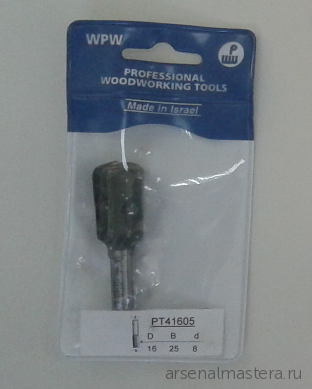 WPW
PROFESSIONAL
WOODWORKING TOOLS
Made in Israel
PT41605
D B d
16 25 8
arsenalmastera.ru